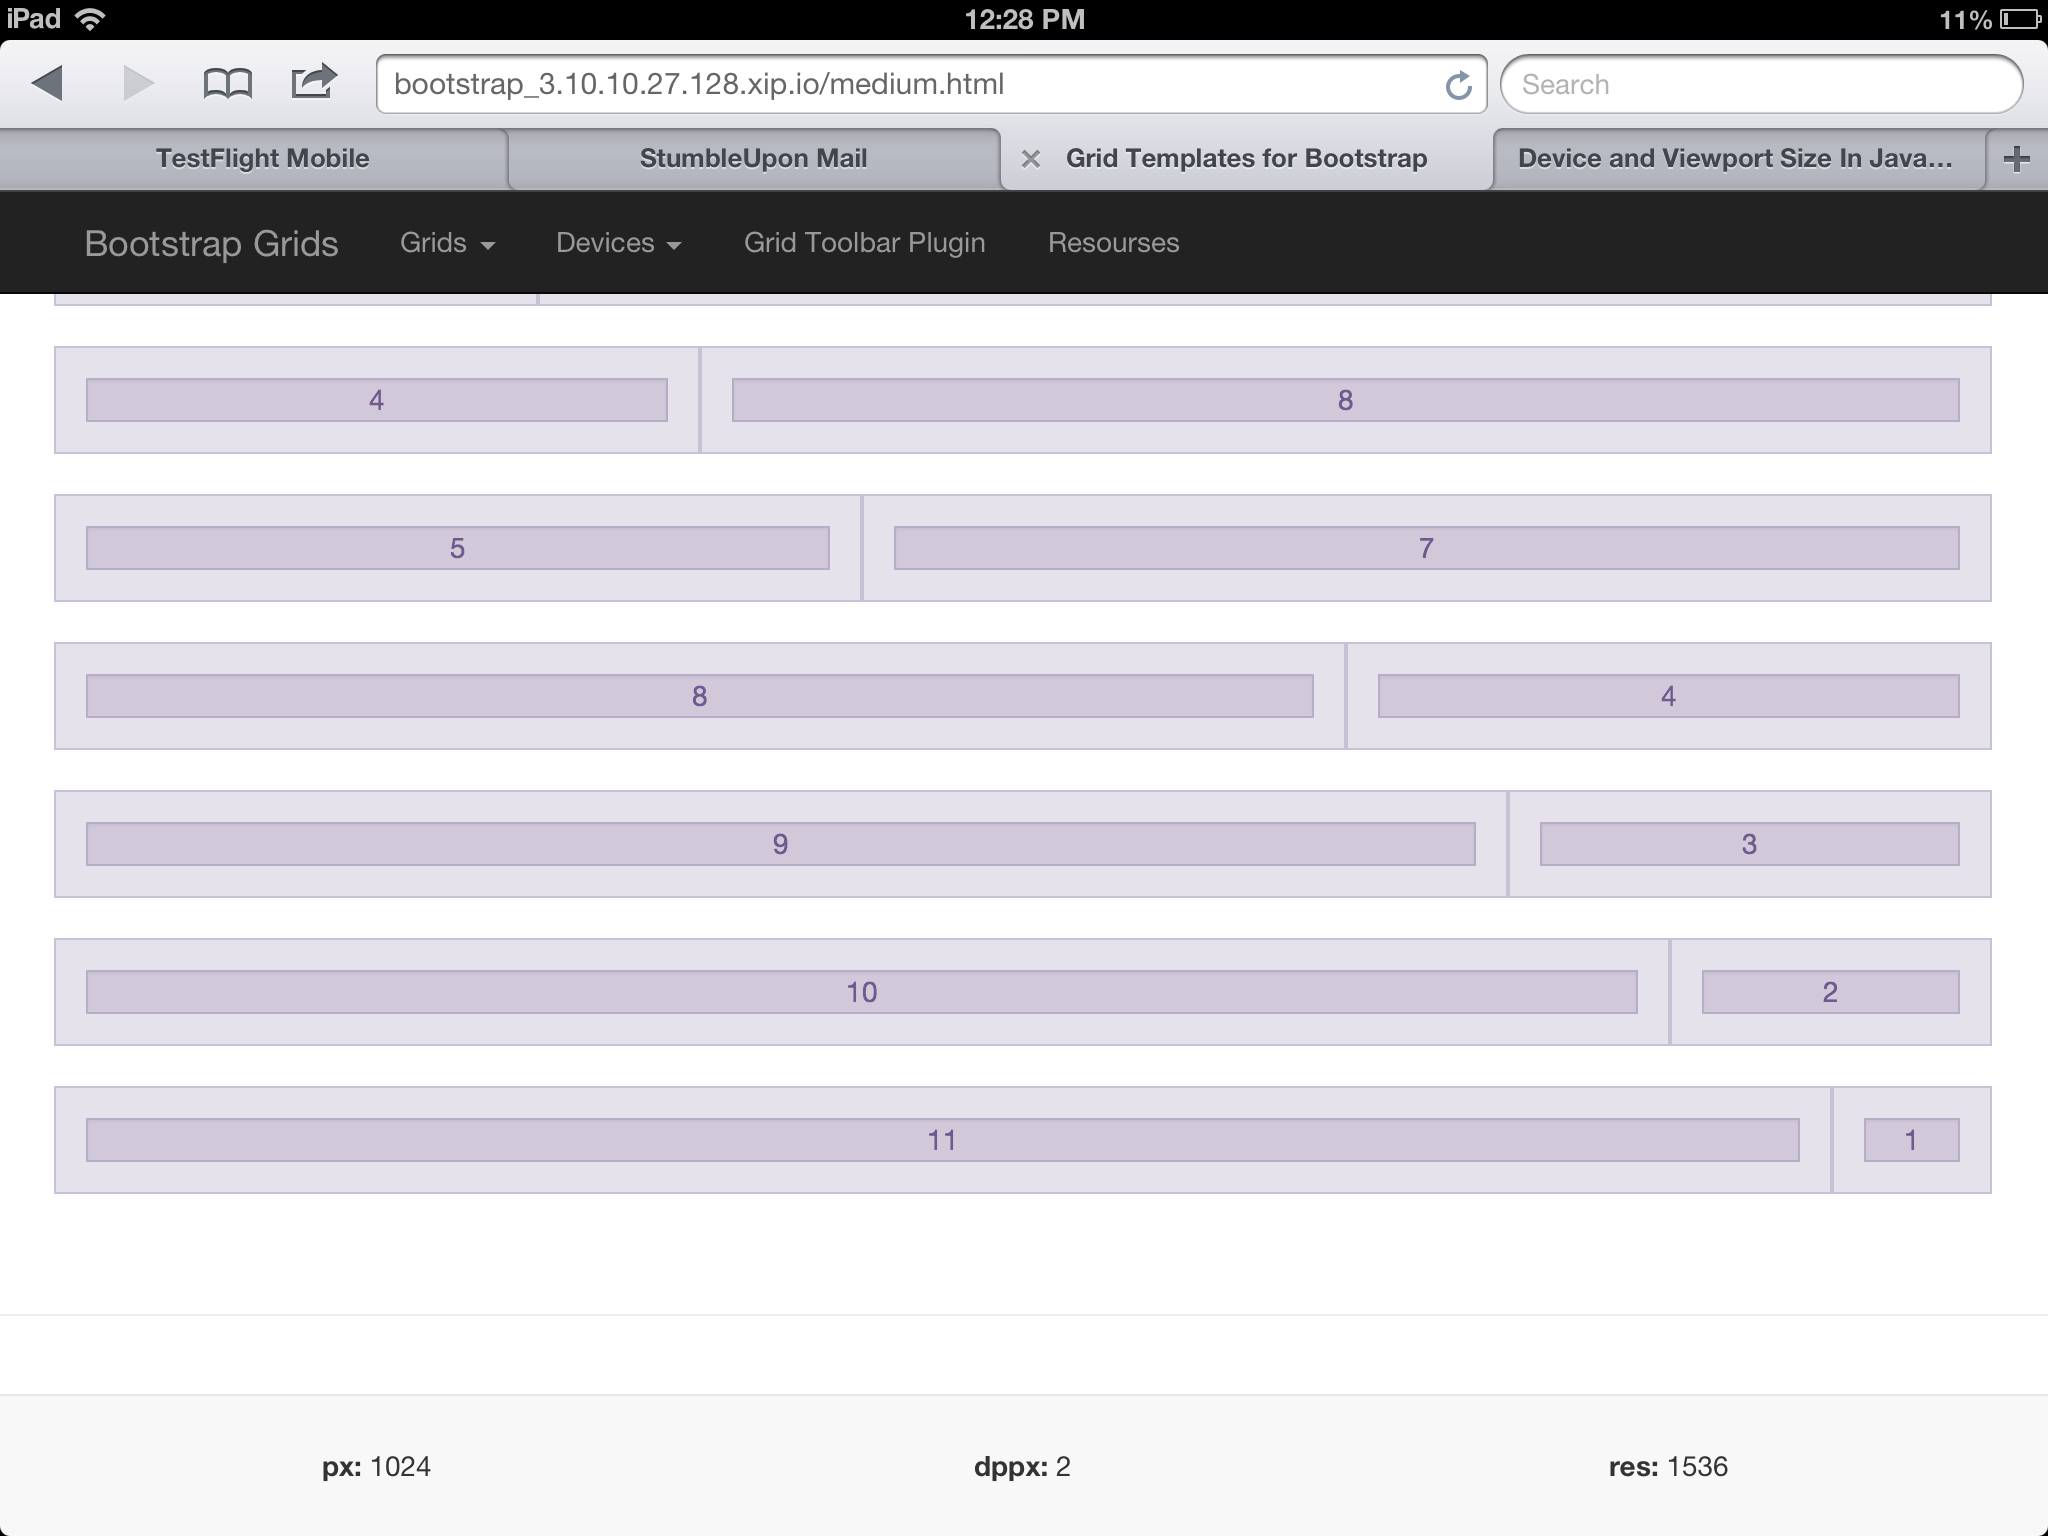 iPad 12:28 PM 11%
bootstrap_3.10.10.27.128.xip.io/medium.html Search
TestFlight Mobile StumbleUpon Mail Grid Templates for Bootstrap Device and Viewport Size In Java...
Bootstrap Grids Grids Devices Grid Toolbar Plugin Resourses
4 8
5 7
8 4
9 3
10 2
11 1
px: 1024 dppx: 2 res: 1536